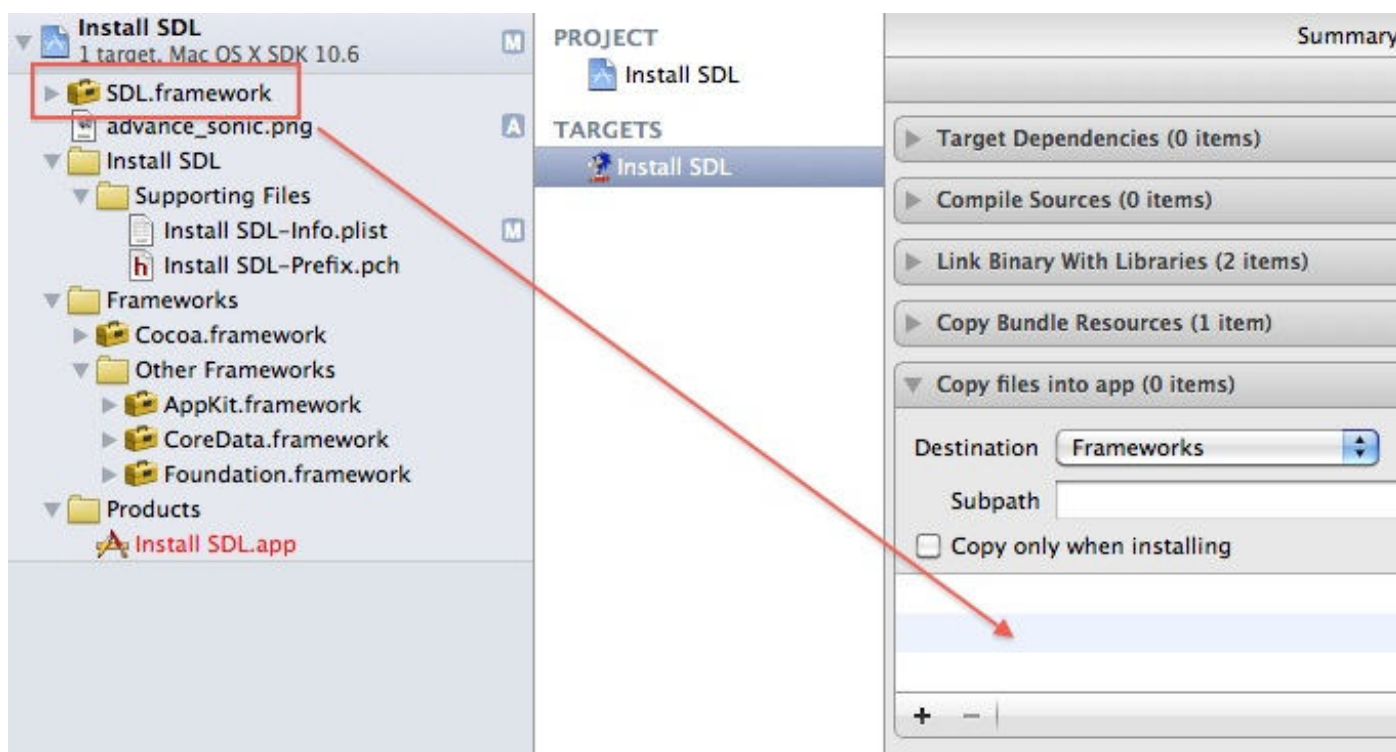 Install SDL
1 target, Mac OS X SDK 10.6
M
SDL.framework
advance_sonic.png
A
Install SDL
Supporting Files
Install SDL-Info.plist
M
h Install SDL-Prefix.pch
Frameworks
Cocoa.framework
Other Frameworks
AppKit.framework
CoreData.framework
Foundation.framework
Products
Install SDL.app
PROJECT
Install SDL
TARGETS
Install SDL
Summary
Target Dependencies (0 items)
Compile Sources (0 items)
Link Binary With Libraries (2 items)
Copy Bundle Resources (1 item)
Copy files into app (0 items)
Destination Frameworks
Subpath
Copy only when installing